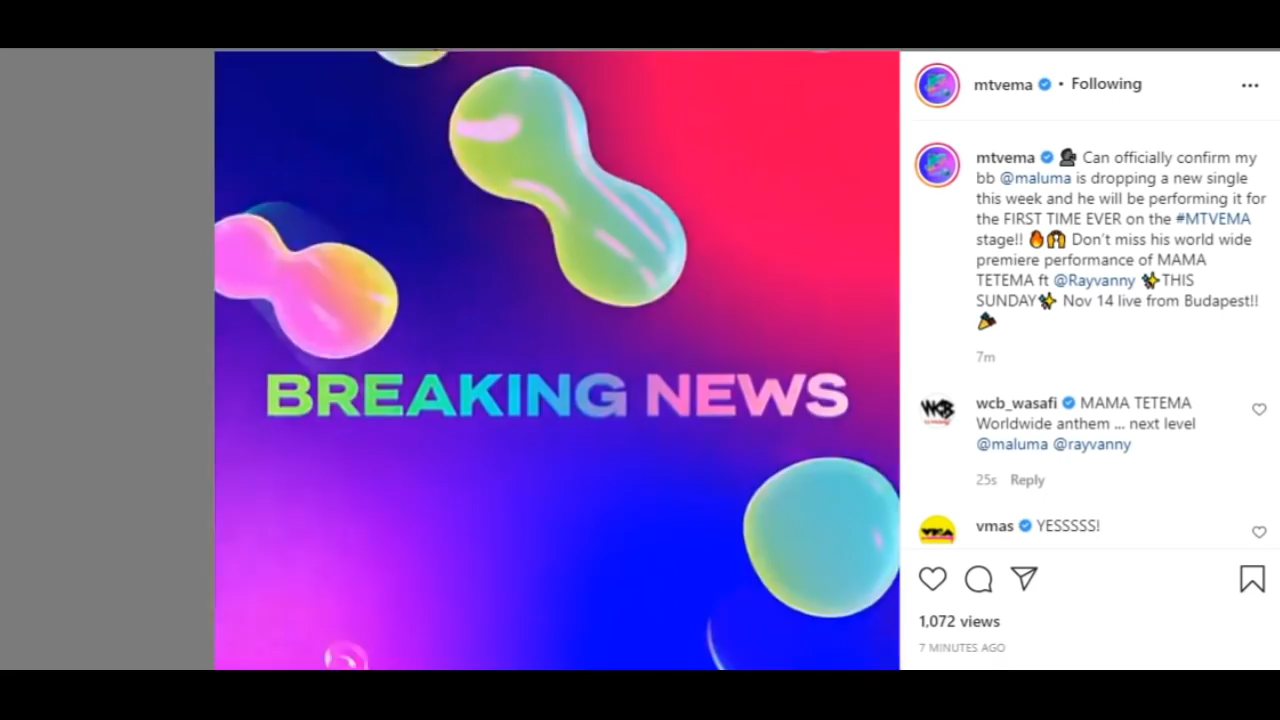 BREAKING NEWS
mtvema • Following
mtvema Can officially confirm my
bb @maluma is dropping a new single
this week and he will be performing it for
the FIRST TIME EVER on the #MTVEMA
stage!! 🔥🙌 Don't miss his world wide
premiere performance of MAMA
TETEMA ft @Rayvanny ✨THIS
SUNDAY✨ Nov 14 live from Budapest!!
🎉
7m
WCB
wcb_wasafi MAMA TETEMA
Worldwide anthem ... next level
@maluma @rayvanny
25s Reply
vmas YESSSSS!
1,072 views
7 MINUTES AGO